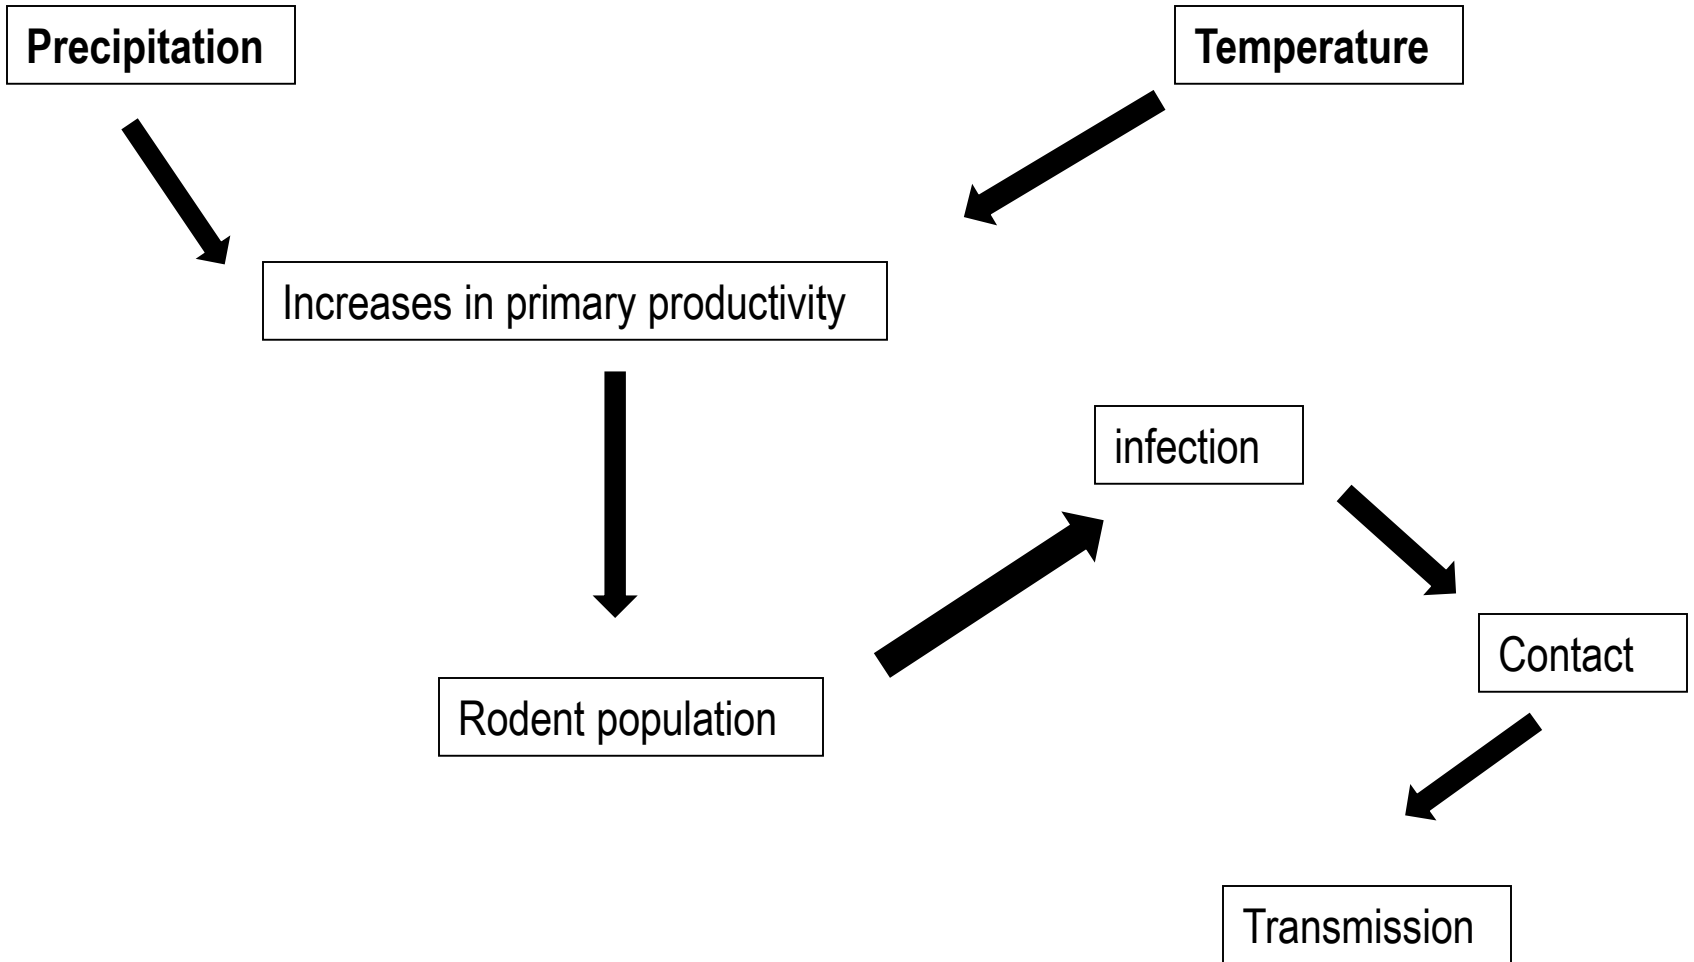 Precipitation
Temperature
Increases in primary productivity
infection
Contact
Rodent population
Transmission